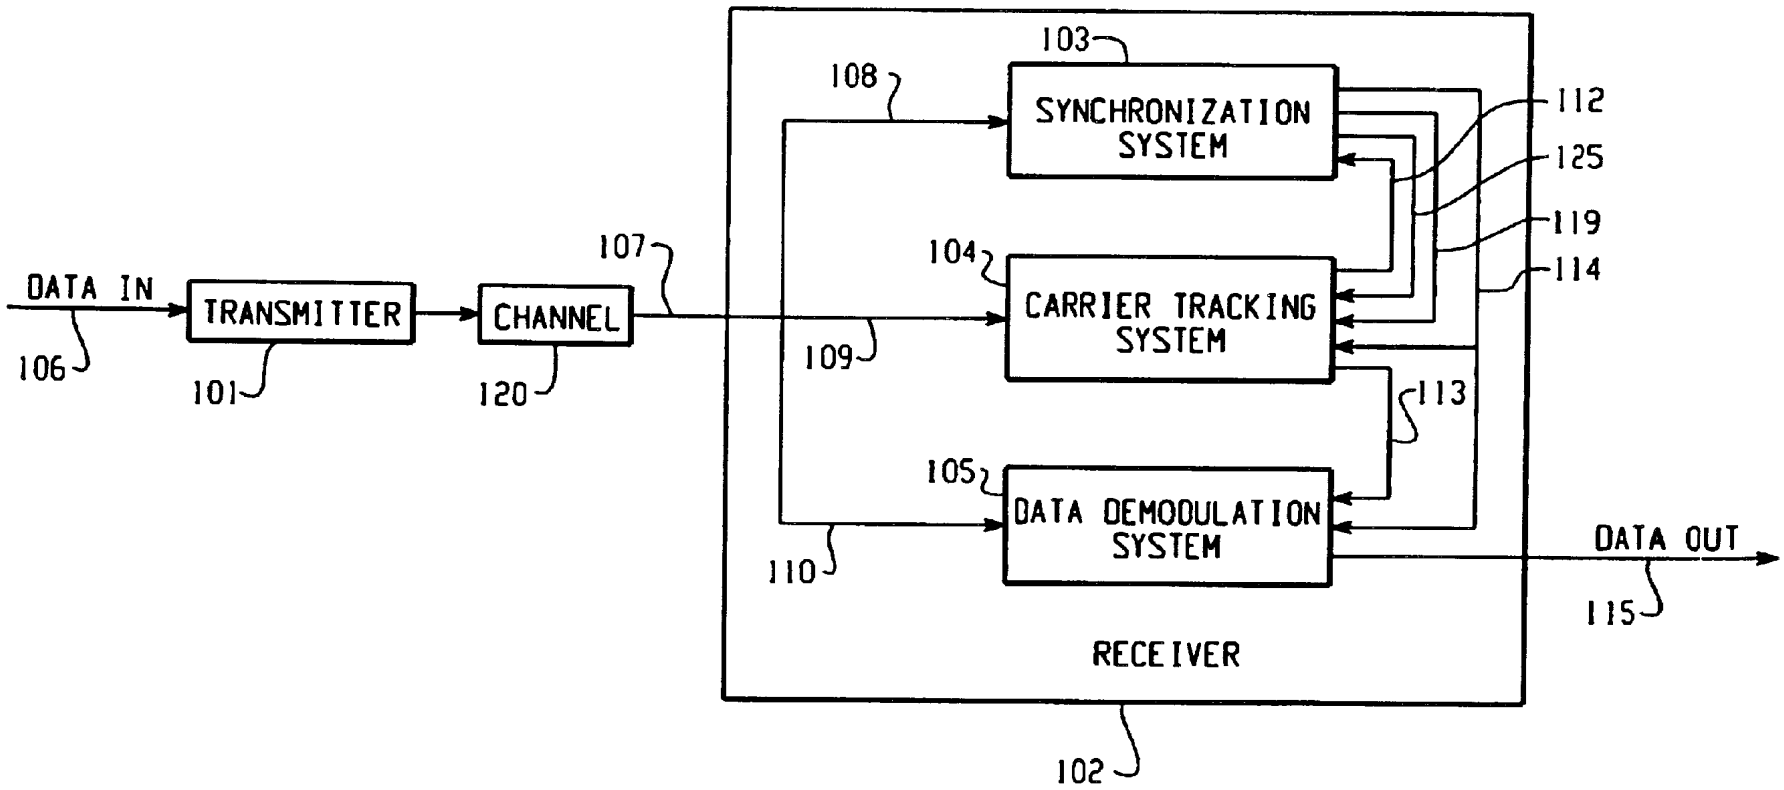 103
108
SYNCHRONIZATION
SYSTEM
112
125
119
114
107
104
DATA IN
TRANSMITTER
CHANNEL
CARRIER TRACKING
SYSTEM
106
101
120
109
113
105
DATA DEMODULATION
SYSTEM
110
DATA OUT
115
RECEIVER
102